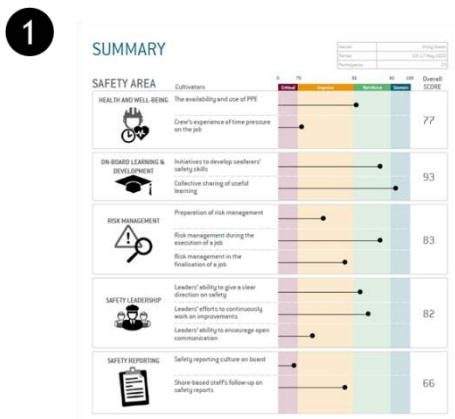 1
SUMMARY
Vessel
Period
Participants
SAFETY AREA
Cultivators
Critical
Improve
Reinforce
Sustain
Overall
SCORE
HEALTH AND WELL-BEING
The availability and use of PPE
Crew's experience of time pressure
on the job
77
ON-BOARD LEARNING &
DEVELOPMENT
Initiatives to develop seafarers'
safety skills
Collective sharing of useful
learning
93
RISK MANAGEMENT
Preparation of risk management
Risk management during the
execution of a job
Risk management in the
finalisation of a job
83
SAFETY LEADERSHIP
Leaders' ability to give a clear
direction on safety
Leaders' efforts to continuously
work on improvements
Leaders' ability to encourage open
communication
82
SAFETY REPORTING
Safety reporting culture on board
Shore-based staff's follow-up on
safety reports
66